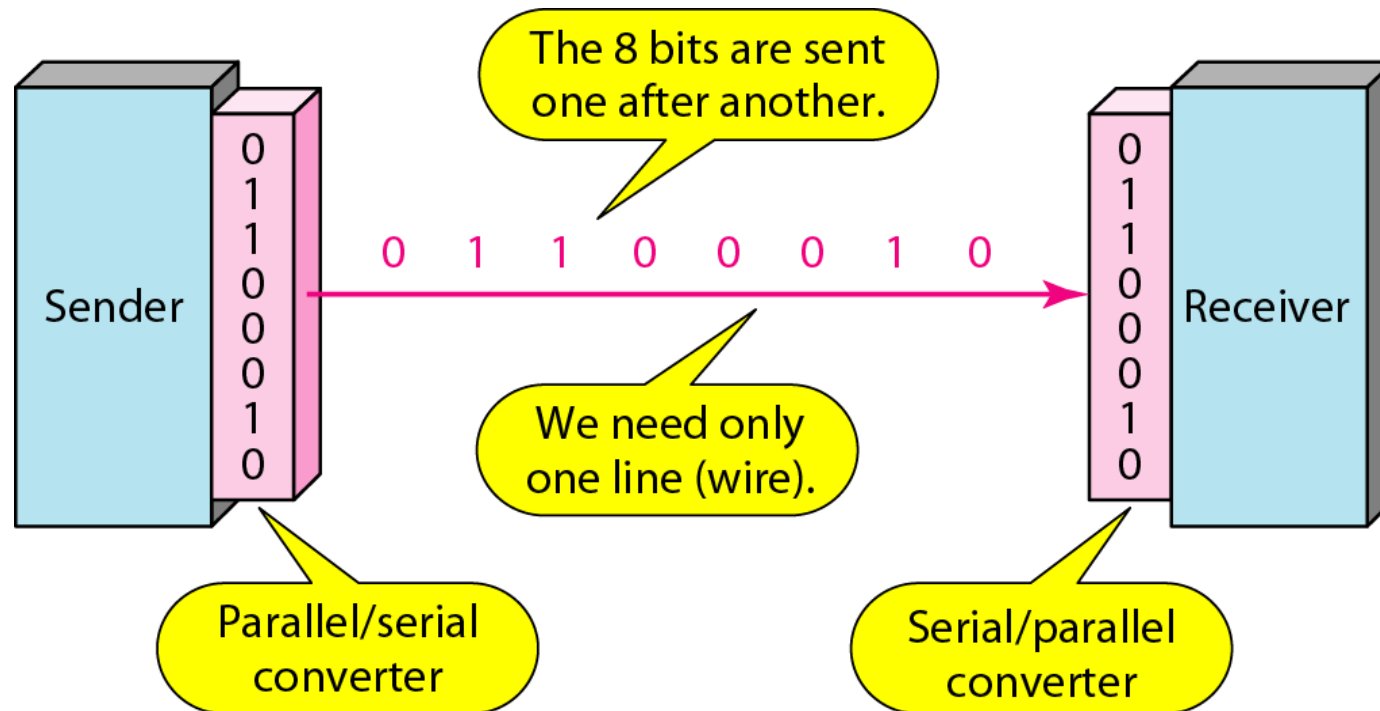 The 8 bits are sent
one after another.
0 1 1 0 0 0 1 0
Sender
0
1
1
0
0
0
1
0
0
1
1
0
0
0
1
0
Receiver
We need only
one line (wire).
Parallel/serial
converter
Serial/parallel
converter